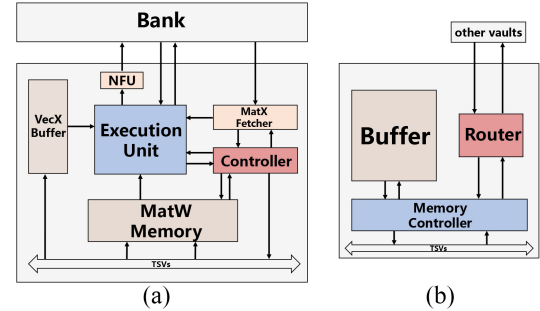 Bank
NFU
VecX
Buffer
Execution
Unit
MatX
Fetcher
Controller
MatW
Memory
TSVs
(a)
other vaults
Buffer
Router
Memory
Controller
TSVs
(b)